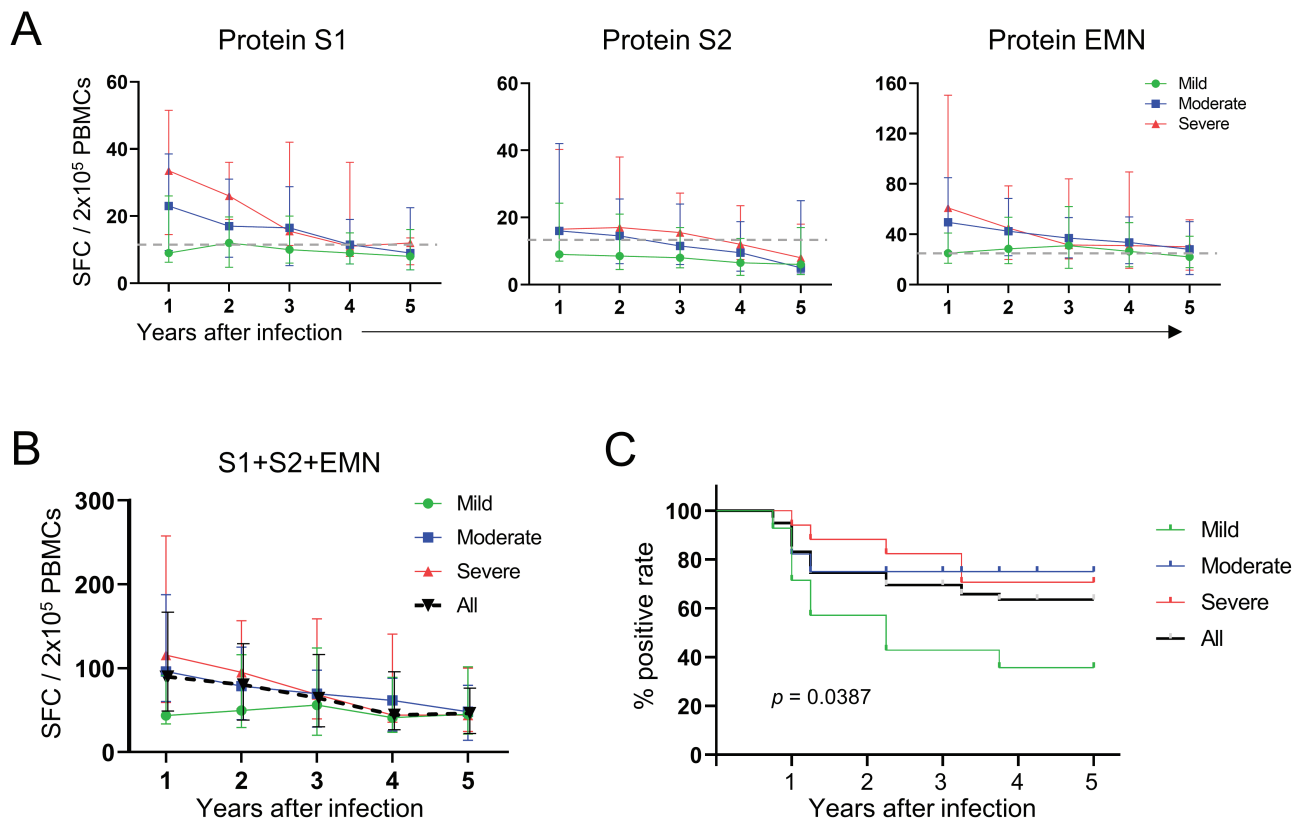 A
Protein S1
Protein S2
Protein EMN
SFC / 2x10⁵ PBMCs
60
40
20
0
1 2 3 4 5
60
40
20
0
1 2 3 4 5
160
120
80
40
0
1 2 3 4 5
Mild
Moderate
Severe
Years after infection
B
S1+S2+EMN
SFC / 2x10⁵ PBMCs
300
200
100
0
1 2 3 4 5
Years after infection
Mild
Moderate
Severe
All
C
% positive rate
100
80
60
40
20
0
p = 0.0387
1 2 3 4 5
Years after infection
Mild
Moderate
Severe
All